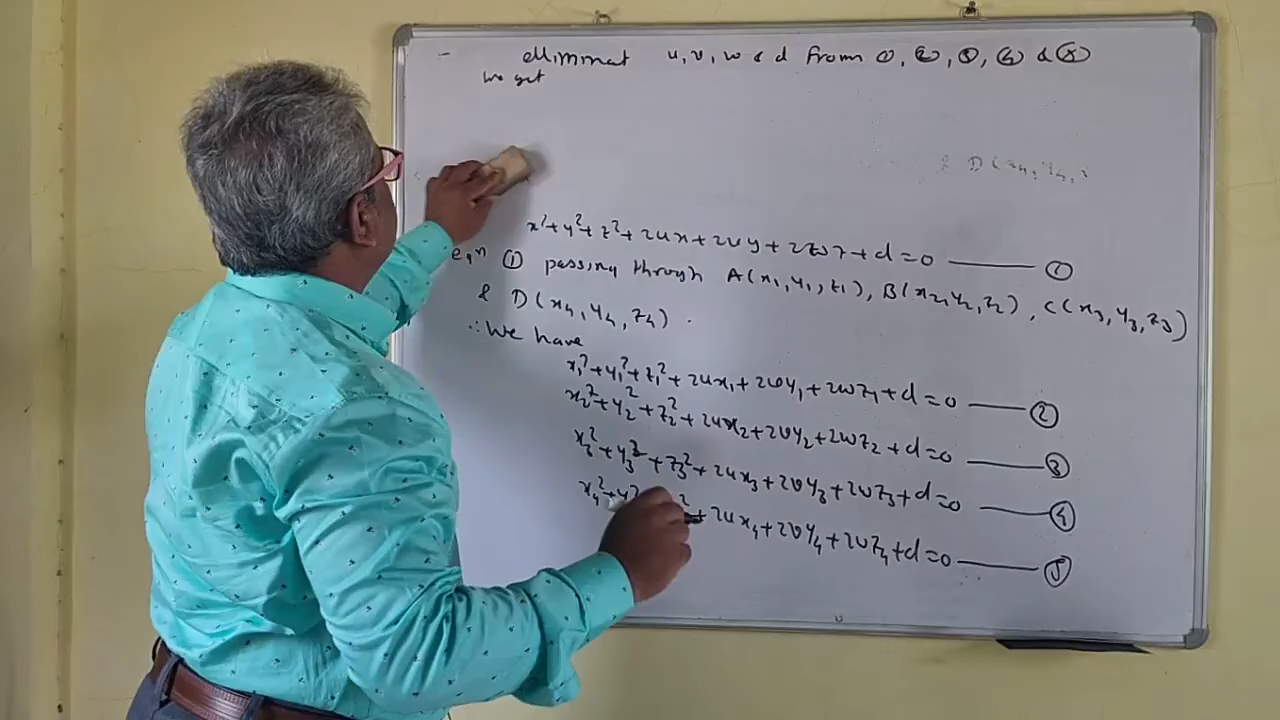 eliminat u, v, w & d from ①, ②, ③, ④ & ⑤
We get
& D(x₄, y₄, z
x²+y²+z²+2ux+2vy+2wz+d=0 —— ①
eqⁿ ① passing through A(x₁,y₁,z₁), B(x₂,y₂,z₂), C(x₃,y₃,z₃)
& D(x₄,y₄,z₄).
∴We have
x₁²+y₁²+z₁²+2ux₁+2vy₁+2wz₁+d=0 —— ②
x₂²+y₂²+z₂²+2ux₂+2vy₂+2wz₂+d=0 —— ③
x₃²+y₃²+z₃²+2ux₃+2vy₃+2wz₃+d=0 —— ④
x₄²+y₄² ²+2ux₄+2vy₄+2wz₄+d=0 —— ⑤